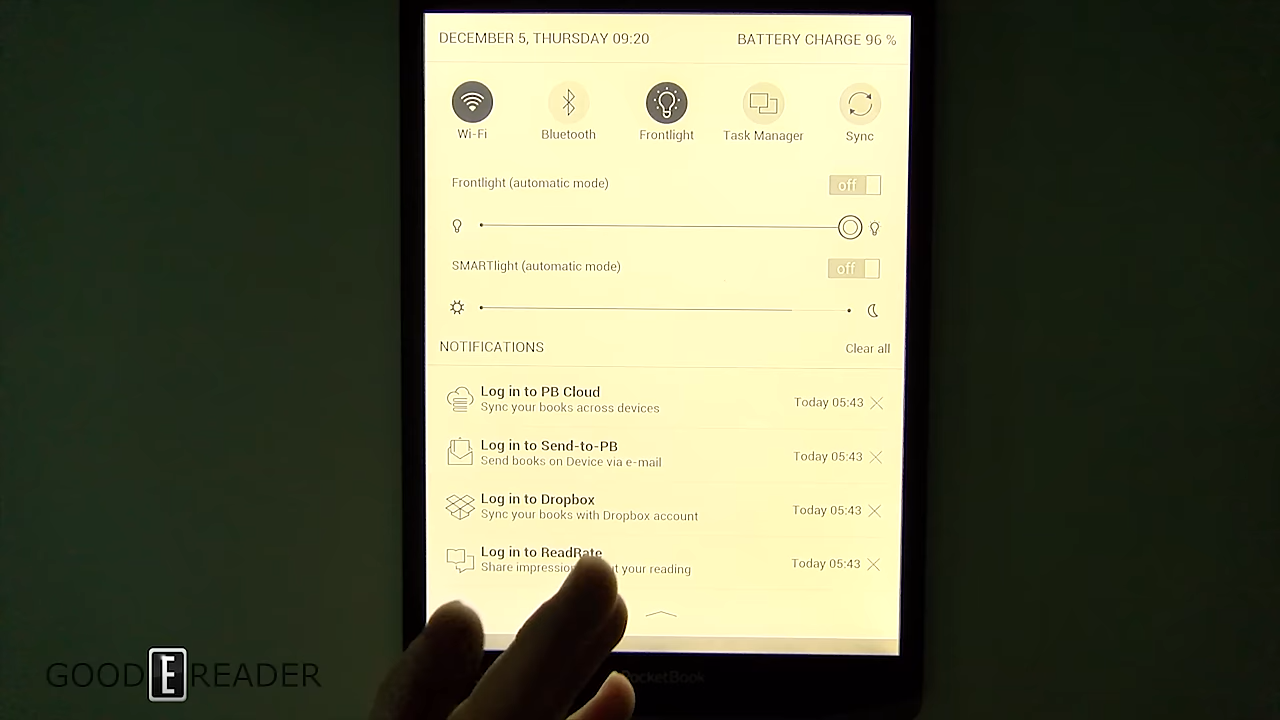 DECEMBER 5, THURSDAY 09:20 BATTERY CHARGE 96 %
Wi-Fi Bluetooth Frontlight Task Manager Sync
Frontlight (automatic mode) off
SMARTlight (automatic mode) off
NOTIFICATIONS Clear all
Log in to PB Cloud
Sync your books across devices Today 05:43
Log in to Send-to-PB
Send books on Device via e-mail Today 05:43
Log in to Dropbox
Sync your books with Dropbox account Today 05:43
Log in to ReadRate
Share your reading Today 05:43
PocketBook
GOOD E READER